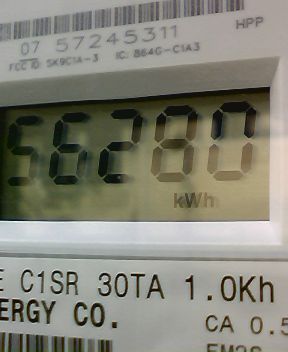 HPP
07 57245311
FCC ID SK9C1A-3 IC: 864G-C1A3
56280
kWh
E C1SR 30TA 1.0Kh
ERGY CO.
CA 0.5